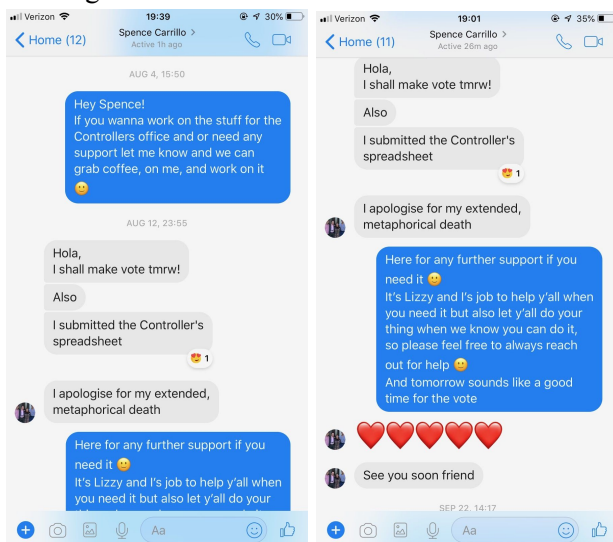 Verizon 19:39 30%
Home (12) Spence Carrillo >
Active 1h ago
AUG 4, 15:50
Hey Spence!
If you wanna work on the stuff for the
Controllers office and or need any
support let me know and we can
grab coffee, on me, and work on it
🙂
AUG 12, 23:55
Hola,
I shall make vote tmrw!
Also
I submitted the Controller's
spreadsheet
😍 1
I apologise for my extended,
metaphorical death
Here for any further support if you
need it 🙂
It's Lizzy and I's job to help y'all when
you need it but also let y'all do your
Aa
Verizon 19:01 35%
Home (11) Spence Carrillo >
Active 26m ago
Hola,
I shall make vote tmrw!
Also
I submitted the Controller's
spreadsheet
😍 1
I apologise for my extended,
metaphorical death
Here for any further support if you
need it 🙂
It's Lizzy and I's job to help y'all when
you need it but also let y'all do your
thing when we know you can do it,
so please feel free to always reach
out for help 🙂
And tomorrow sounds like a good
time for the vote
❤️❤️❤️❤️❤️
See you soon friend
SEP 22, 14:17
Aa